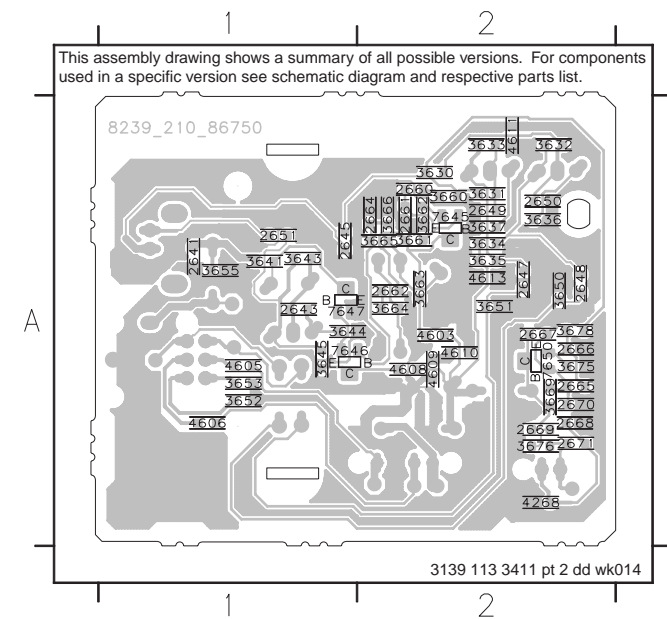 1 2
This assembly drawing shows a summary of all possible versions. For components
used in a specific version see schematic diagram and respective parts list.
8239_210_86750
4611
3633 3632
3630
2660 3660 3631
2664 3666 2661 3662
2649
2650
7645
3637
3636
E B
C
3665 3661
3634
2651
2645
2641
3655 3641 3643
3635
4613
2647
3650
2648
3663
2662
C
B E
3651
2643 7647 3664
3644
4603
2667 3678
3645
7646
E B
C
4610
4609
4608
E
C
B
7650
2666
3675
4605
3653
3652
3669
2665
2670
4606
2669 2668
3676 2671
4268
A A
3139 113 3411 pt 2 dd wk014
1 2